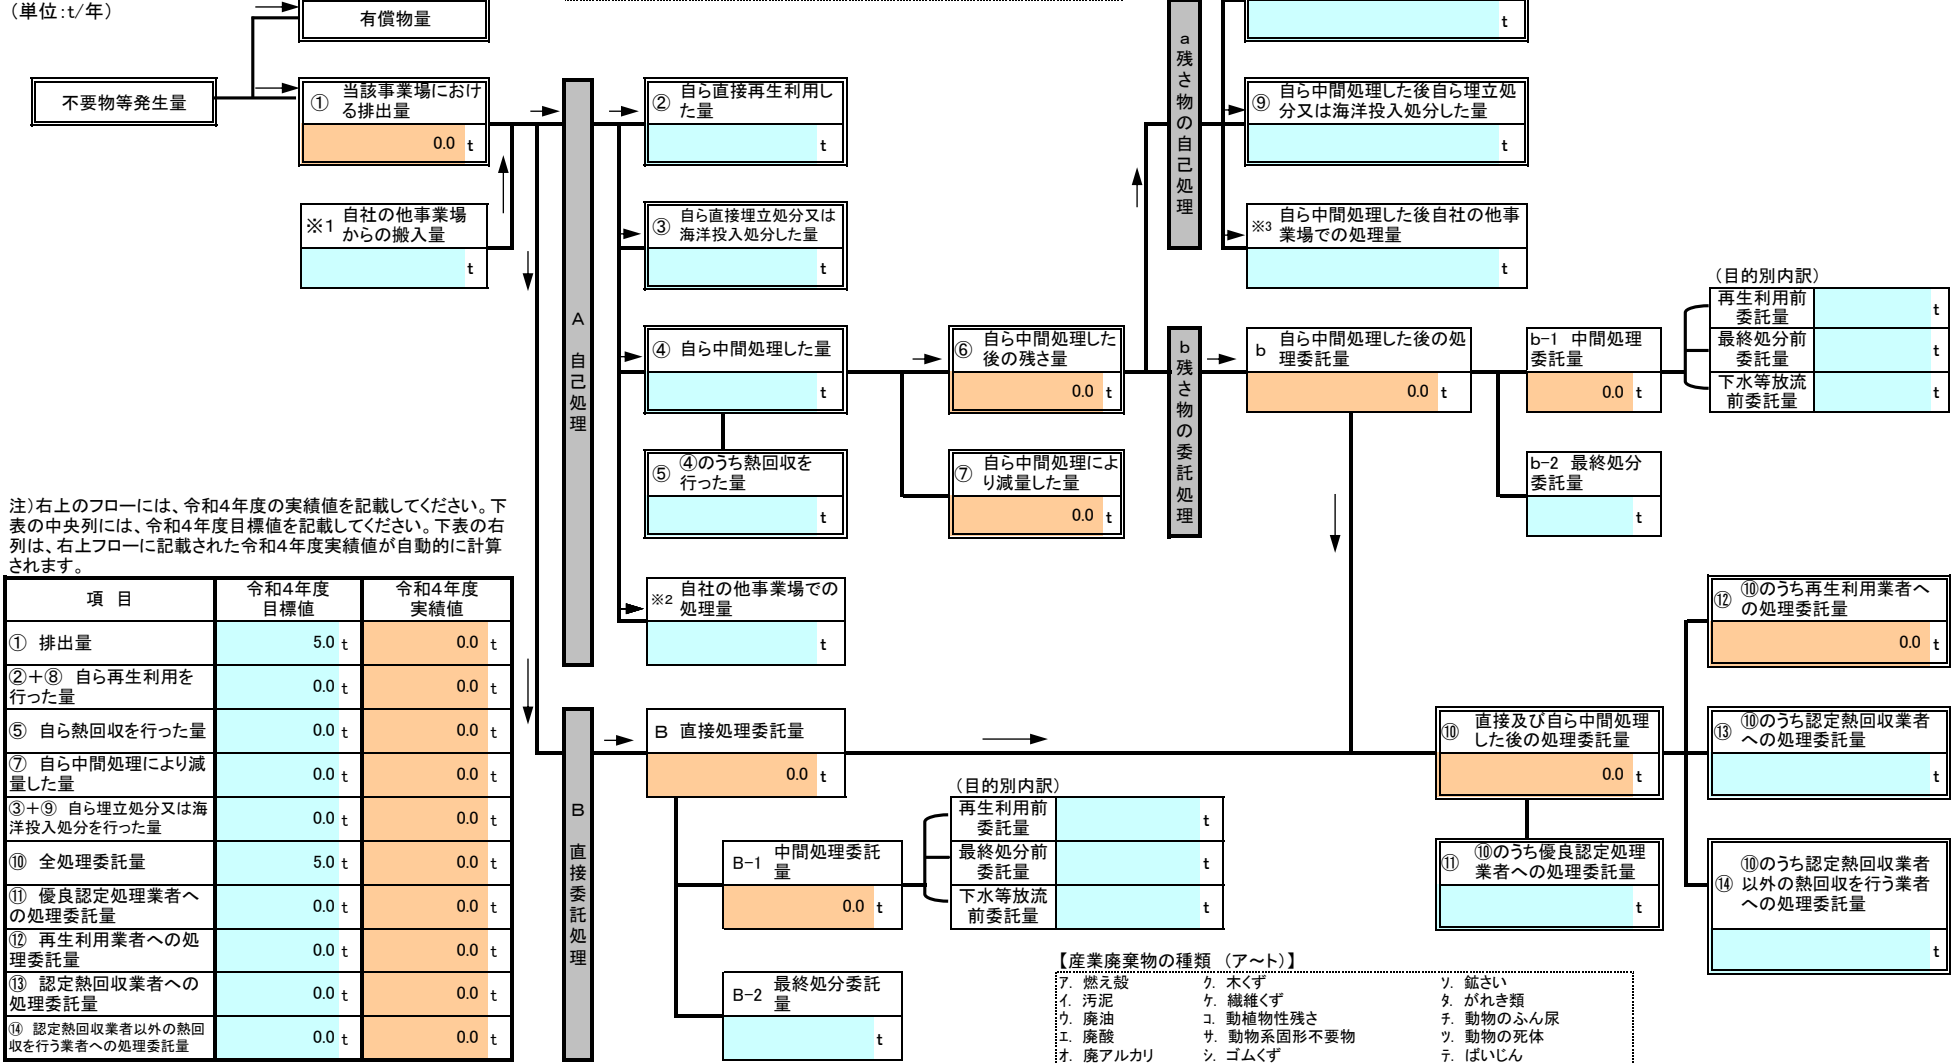 (単位:t/年)
有償物量
t
不要物等発生量
① 当該事業場におけ
る排出量
0.0 t
※1 自社の他事業場
からの搬入量
t
A 自己処理
② 自ら直接再生利用し
た量
t
③ 自ら直接埋立処分又は
海洋投入処分した量
t
④ 自ら中間処理した量
t
⑤ ④のうち熱回収を
行った量
t
※2 自社の他事業場での
処理量
t
⑥ 自ら中間処理した
後の残さ量
0.0 t
⑦ 自ら中間処理によ
り減量した量
0.0 t
a 残さ物の自己処理
⑨ 自ら中間処理した後自ら埋立処
分又は海洋投入処分した量
t
※3 自ら中間処理した後自社の他事
業場での処理量
t
b 残さ物の委託処理
b 自ら中間処理した後の処
理委託量
0.0 t
b-1 中間処理
委託量
0.0 t
(目的別内訳)
再生利用前
委託量
t
最終処分前
委託量
t
下水等放流
前委託量
t
b-2 最終処分
委託量
t
注)右上のフローには、令和4年度の実績値を記載してください。下
表の中央列には、令和4年度目標値を記載してください。下表の右
列は、右上フローに記載された令和4年度実績値が自動的に計算
されます。
項 目
令和4年度
目標値
令和4年度
実績値
① 排出量 5.0 t 0.0 t
②+⑧ 自ら再生利用を
行った量 0.0 t 0.0 t
⑤ 自ら熱回収を行った量 0.0 t 0.0 t
⑦ 自ら中間処理により減
量した量 0.0 t 0.0 t
③+⑨ 自ら埋立処分又は海
洋投入処分を行った量 0.0 t 0.0 t
⑩ 全処理委託量 5.0 t 0.0 t
⑪ 優良認定処理業者へ
の処理委託量 0.0 t 0.0 t
⑫ 再生利用業者への処
理委託量 0.0 t 0.0 t
⑬ 認定熱回収業者への
処理委託量 0.0 t 0.0 t
⑭ 認定熱回収業者以外の熱回
収を行う業者への処理委託量 0.0 t 0.0 t
B 直接委託処理
B 直接処理委託量
0.0 t
B-1 中間処理委託
量
0.0 t
(目的別内訳)
再生利用前
委託量
t
最終処分前
委託量
t
下水等放流
前委託量
t
B-2 最終処分委託
量
t
⑩ 直接及び自ら中間処理
した後の処理委託量
0.0 t
⑪ ⑩のうち優良認定処理
業者への処理委託量
t
⑫ ⑩のうち再生利用業者へ
の処理委託量
0.0 t
⑬ ⑩のうち認定熱回収業者
への処理委託量
t
⑭ ⑩のうち認定熱回収業者
以外の熱回収を行う業者
への処理委託量
t
【産業廃棄物の種類 (ア~ト)】
ア. 燃え殻 ク. 木くず ソ. 鉱さい
イ. 汚泥 ケ. 繊維くず タ. がれき類
ウ. 廃油 コ. 動植物性残さ チ. 動物のふん尿
エ. 廃酸 サ. 動物系固形不要物 ツ. 動物の死体
オ. 廃アルカリ シ. ゴムくず テ. ばいじん